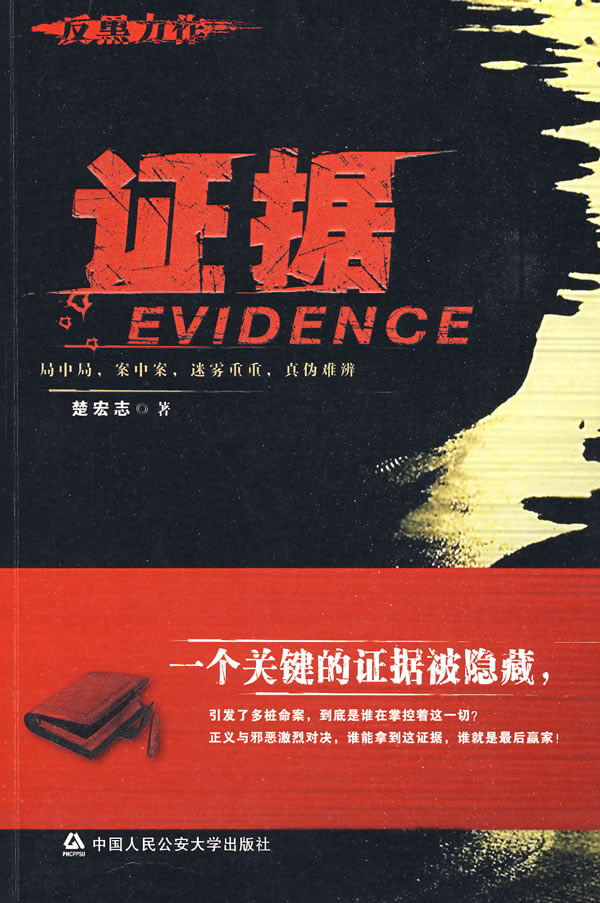 反黑力作
证据
EVIDENCE
局中局，案中案，迷雾重重，真伪难辨
楚宏志◎著
一个关键的证据被隐藏，
引发了多桩命案，到底是谁在掌控着这一切？
正义与邪恶激烈对决，谁能拿到这证据，谁就是最后赢家！
PHCPPSU
中国人民公安大学出版社